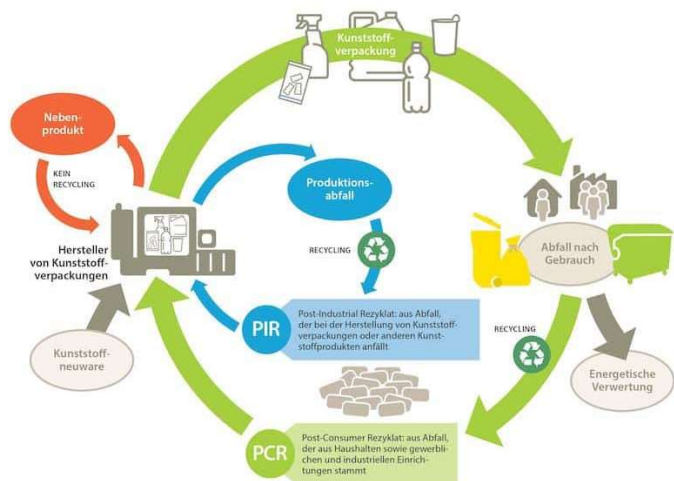 Kunststoff-
verpackung
Neben-
produkt
KEIN
RECYCLING
Produktions-
abfall
RECYCLING
Hersteller
von Kunststoff-
verpackungen
Abfall nach
Gebrauch
PIR
Post-Industrial Rezyklat: aus Abfall,
der bei der Herstellung von Kunststoff-
verpackungen oder anderen Kunst-
stoffprodukten anfällt
RECYCLING
Kunststoff-
neuware
Energetische
Verwertung
PCR
Post-Consumer Rezyklat: aus Abfall,
der aus Haushalten sowie gewerbli-
chen und industriellen Einrich-
tungen stammt